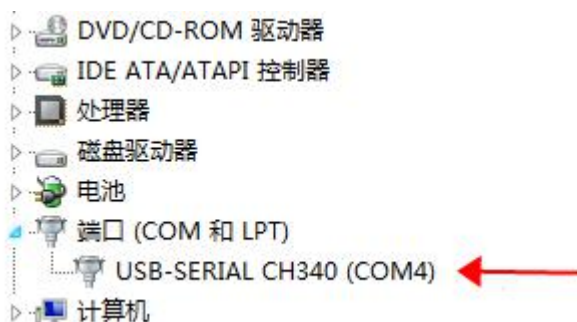 DVD/CD-ROM 驱动器
IDE ATA/ATAPI 控制器
处理器
磁盘驱动器
电池
端口 (COM 和 LPT)
USB-SERIAL CH340 (COM4)
计算机